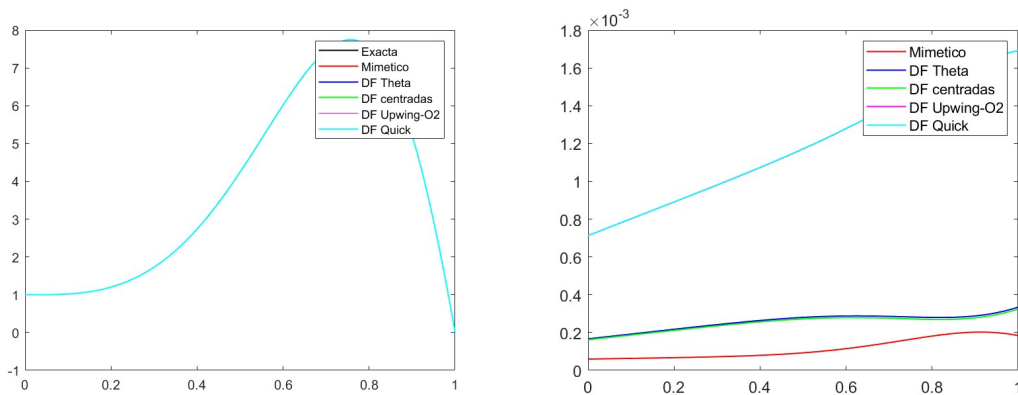 8
7
6
5
4
3
2
1
0
-1
0 0.2 0.4 0.6 0.8 1
Exacta
Mimetico
DF Theta
DF centradas
DF Upwing-O2
DF Quick
×10-3
1.8
1.6
1.4
1.2
1
0.8
0.6
0.4
0.2
0
0 0.2 0.4 0.6 0.8 1
Mimetico
DF Theta
DF centradas
DF Upwing-O2
DF Quick